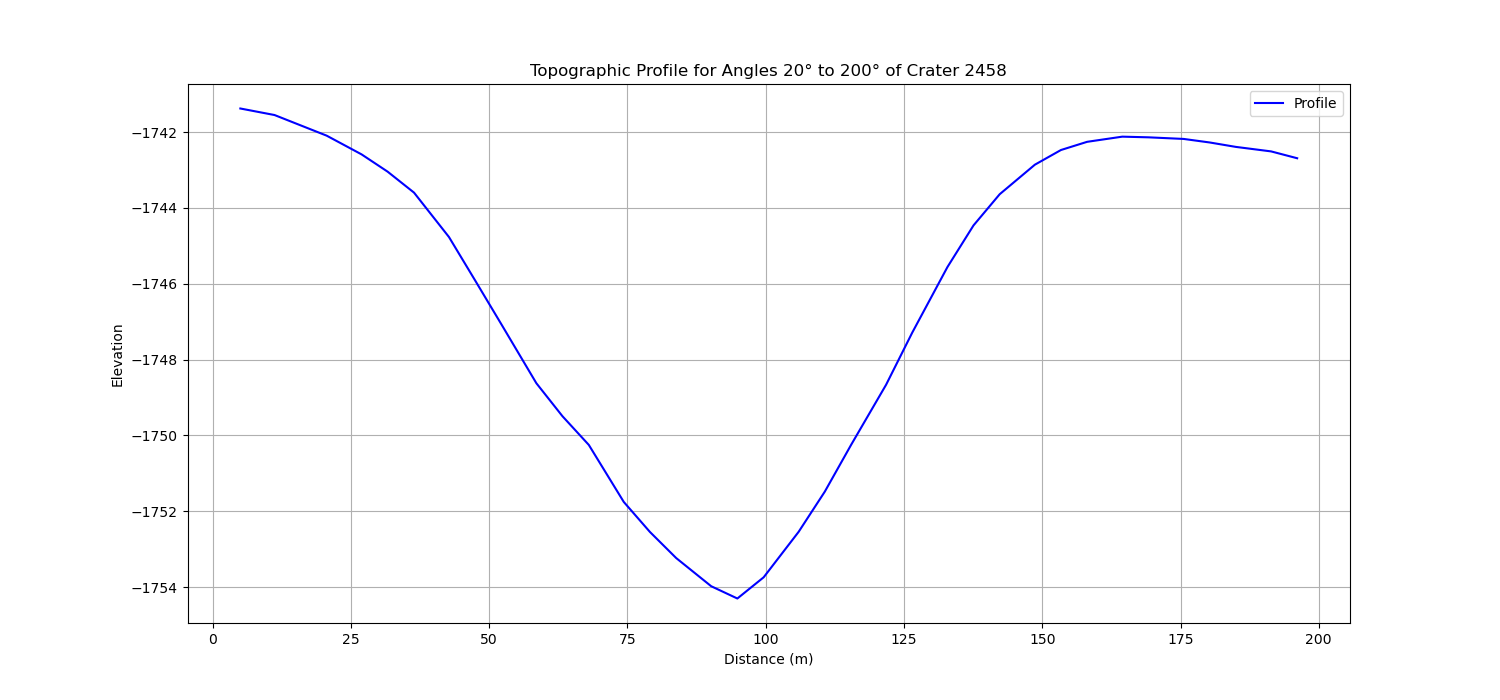 Topographic Profile for Angles 20° to 200° of Crater 2458
Profile
−1742
−1744
−1746
−1748
−1750
−1752
−1754
Elevation
0 25 50 75 100 125 150 175 200
Distance (m)